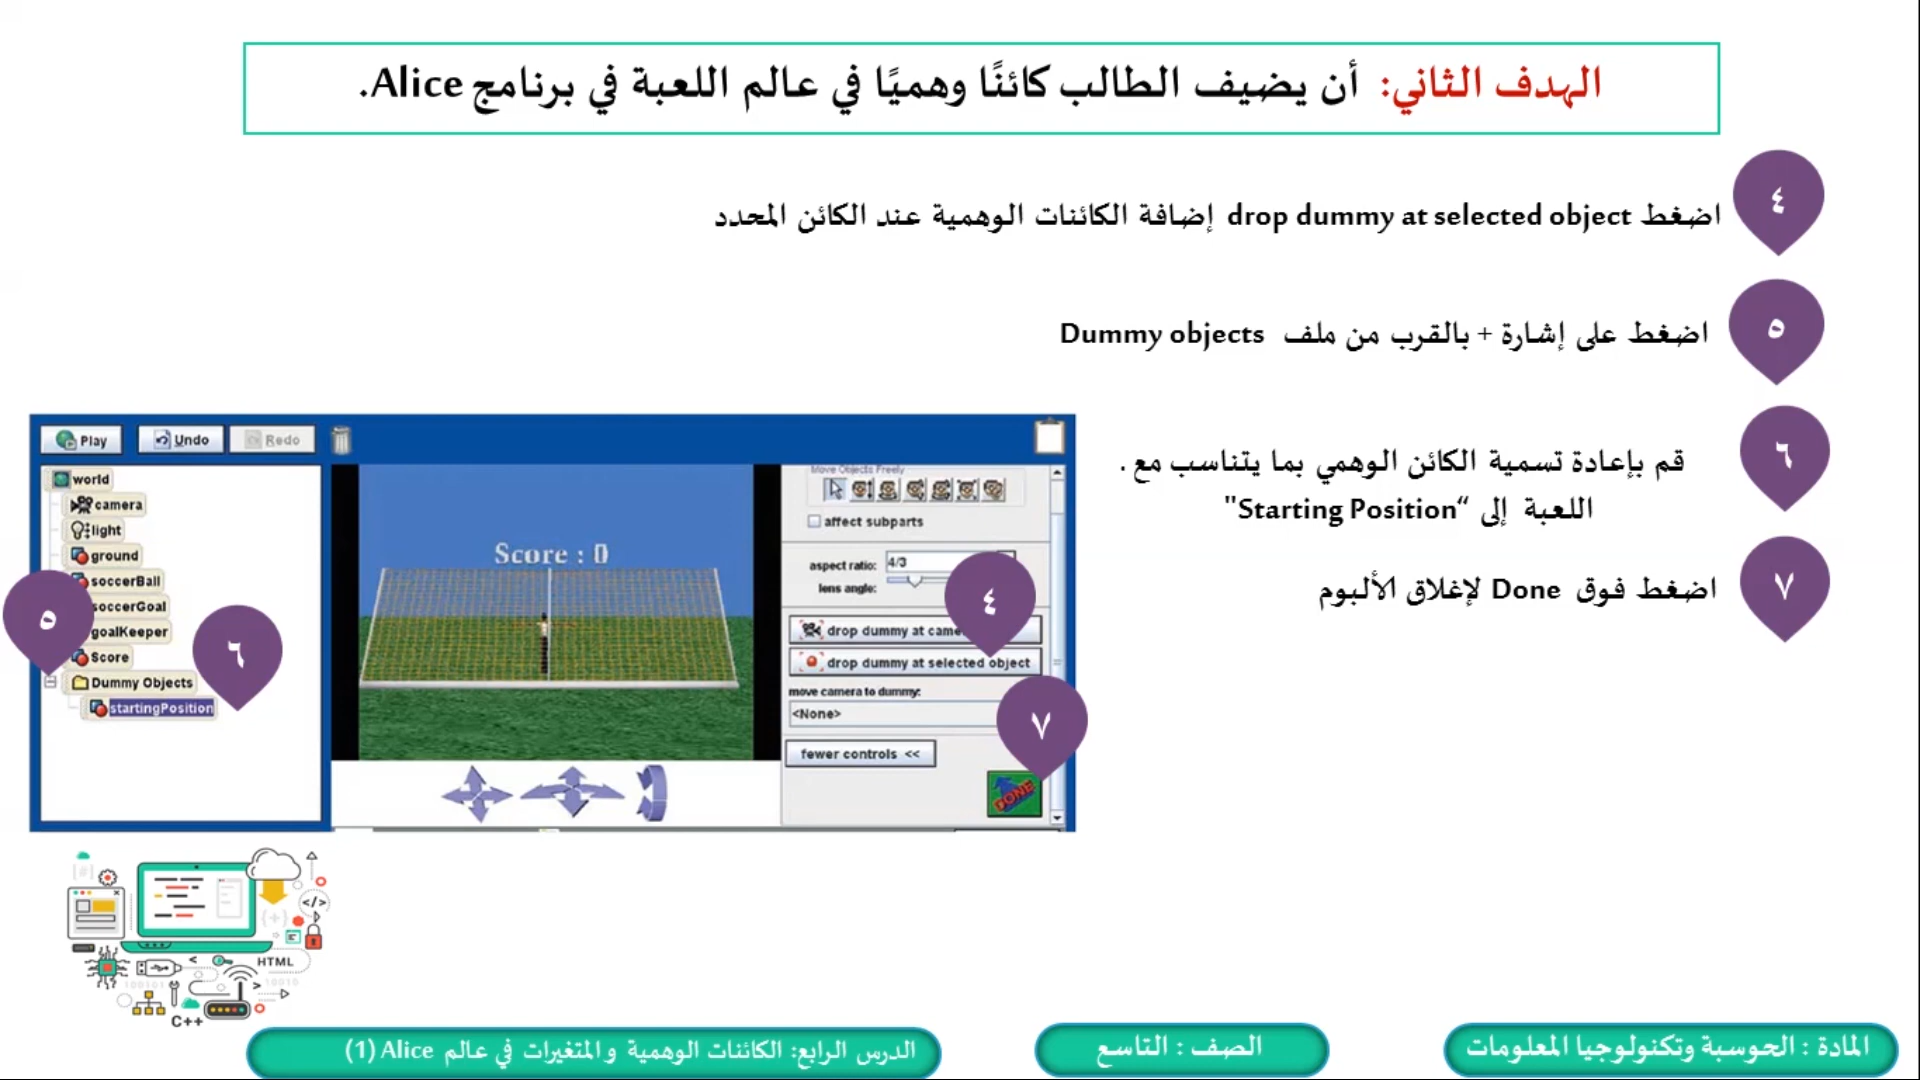 الهدف الثاني: أن يضيف الطالب كائنًا وهميًا في عالم اللعبة في برنامج Alice.
٤
اضغط drop dummy at selected object إضافة الكائنات الوهمية عند الكائن المحدد
٥
اضغط على إشارة + بالقرب من ملف Dummy objects
٦
قم بإعادة تسمية الكائن الوهمي بما يتناسب مع .
اللعبة إلى “Starting Position"
٧
اضغط فوق Done لإغلاق الألبوم
Play
Undo
Redo
world
camera
light
ground
soccerBall
soccerGoal
goalKeeper
Score
Dummy Objects
startingPosition
٥
٦
Score : 0
Move Objects Freely
affect subparts
aspect ratio: 4/3
lens angle:
٤
drop dummy at came
drop dummy at selected object
move camera to dummy:
<None>
٧
fewer controls <<
DONE
</>
HTML
C++
المادة : الحوسبة وتكنولوجيا المعلومات
الصف : التاسع
الدرس الرابع: الكائنات الوهمية والمتغيرات في عالم Alice (1)